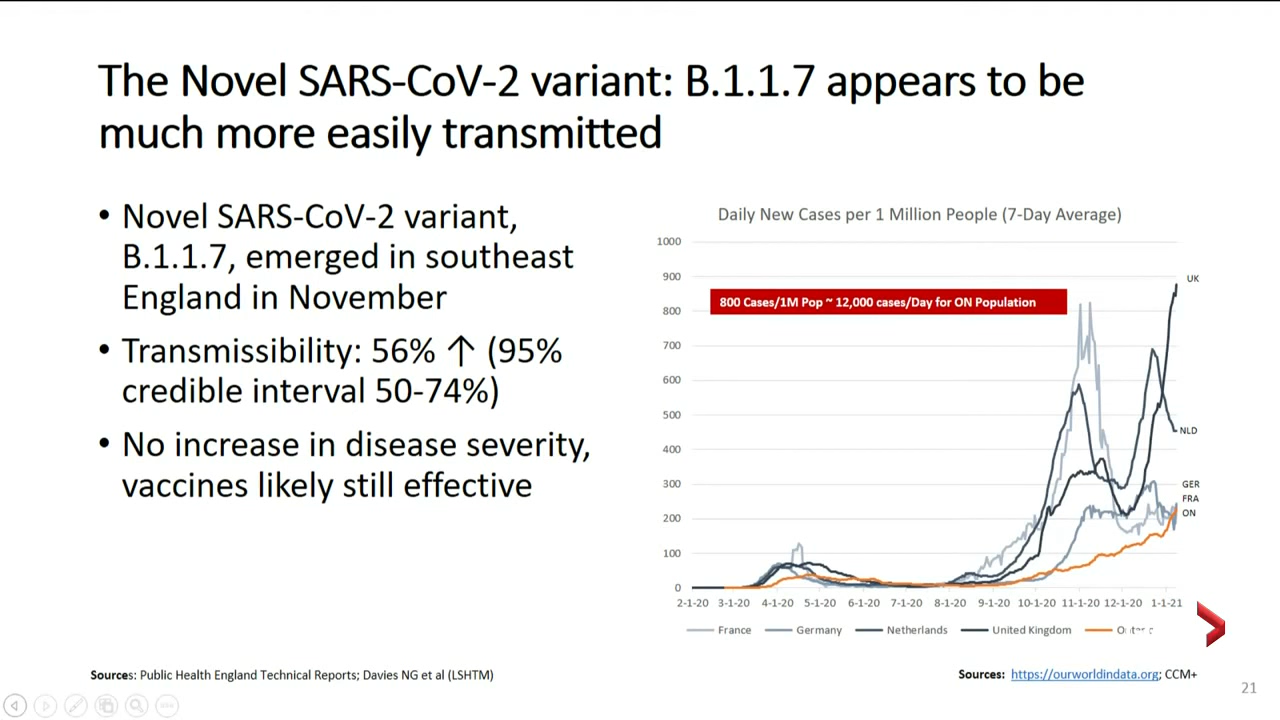 The Novel SARS-CoV-2 variant: B.1.1.7 appears to be
much more easily transmitted
• Novel SARS-CoV-2 variant,
B.1.1.7, emerged in southeast
England in November
• Transmissibility: 56% ↑ (95%
credible interval 50-74%)
• No increase in disease severity,
vaccines likely still effective
Daily New Cases per 1 Million People (7-Day Average)
1000
900
800
700
600
500
400
300
200
100
0
800 Cases/1M Pop ~ 12,000 cases/Day for ON Population
UK
NLD
GER
FRA
ON
2-1-20 3-1-20 4-1-20 5-1-20 6-1-20 7-1-20 8-1-20 9-1-20 10-1-20 11-1-20 12-1-20 1-1-21
France Germany Netherlands United Kingdom
Sources: Public Health England Technical Reports; Davies NG et al (LSHTM)
Sources: https://ourworldindata.org; CCM+
21